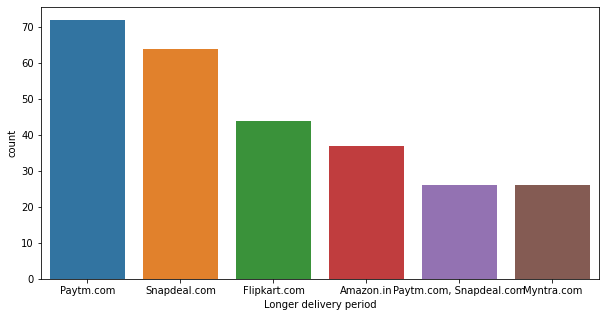 70
60
50
40
30
20
10
0
count
Paytm.com Snapdeal.com Flipkart.com Amazon.in Paytm.com, Snapdeal.com Myntra.com
Longer delivery period